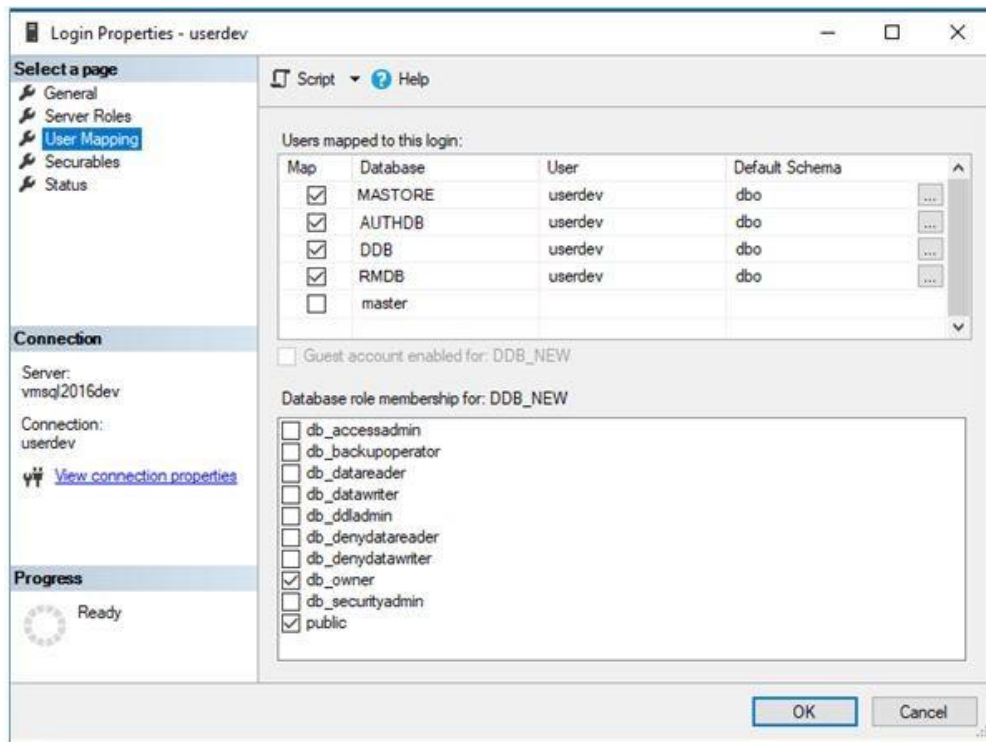 Login Properties - userdev
Select a page
General
Server Roles
User Mapping
Securables
Status
Script Help
Users mapped to this login:
Map Database User Default Schema
MASTORE userdev dbo ...
AUTHDB userdev dbo ...
DDB userdev dbo ...
RMDB userdev dbo ...
master
Guest account enabled for: DDB_NEW
Database role membership for: DDB_NEW
db_accessadmin
db_backupoperator
db_datareader
db_datawriter
db_ddladmin
db_denydatareader
db_denydatawriter
db_owner
db_securityadmin
public
Connection
Server:
vmsql2016dev
Connection:
userdev
View connection properties
Progress
Ready
OK Cancel